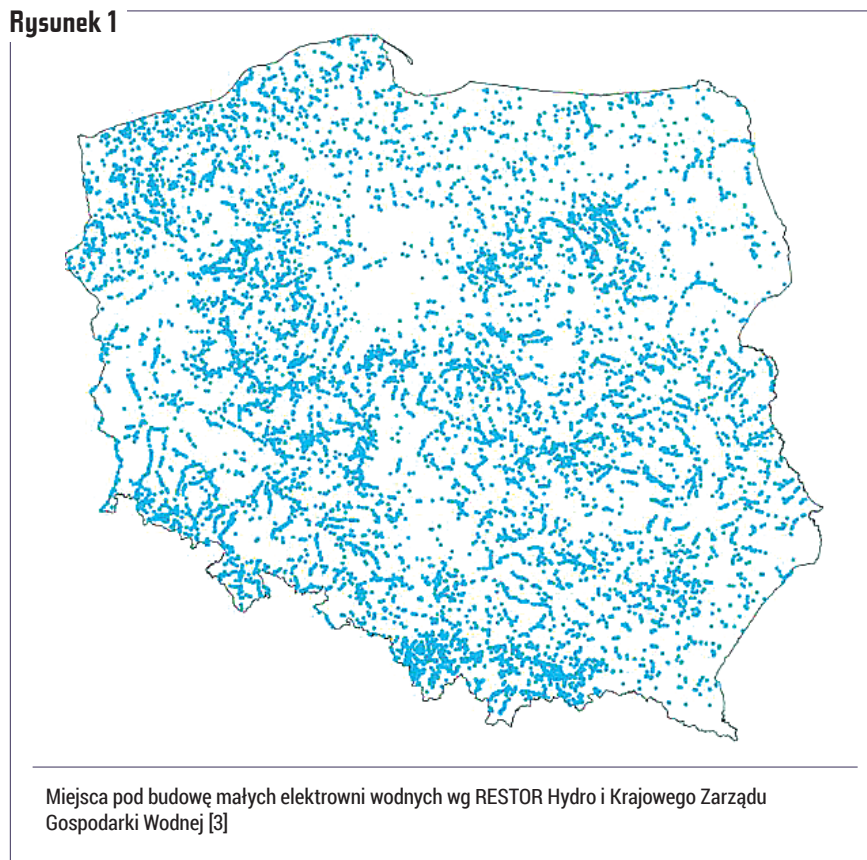 Rysunek 1
Miejsca pod budowę małych elektrowni wodnych wg RESTOR Hydro i Krajowego Zarządu
Gospodarki Wodnej [3]